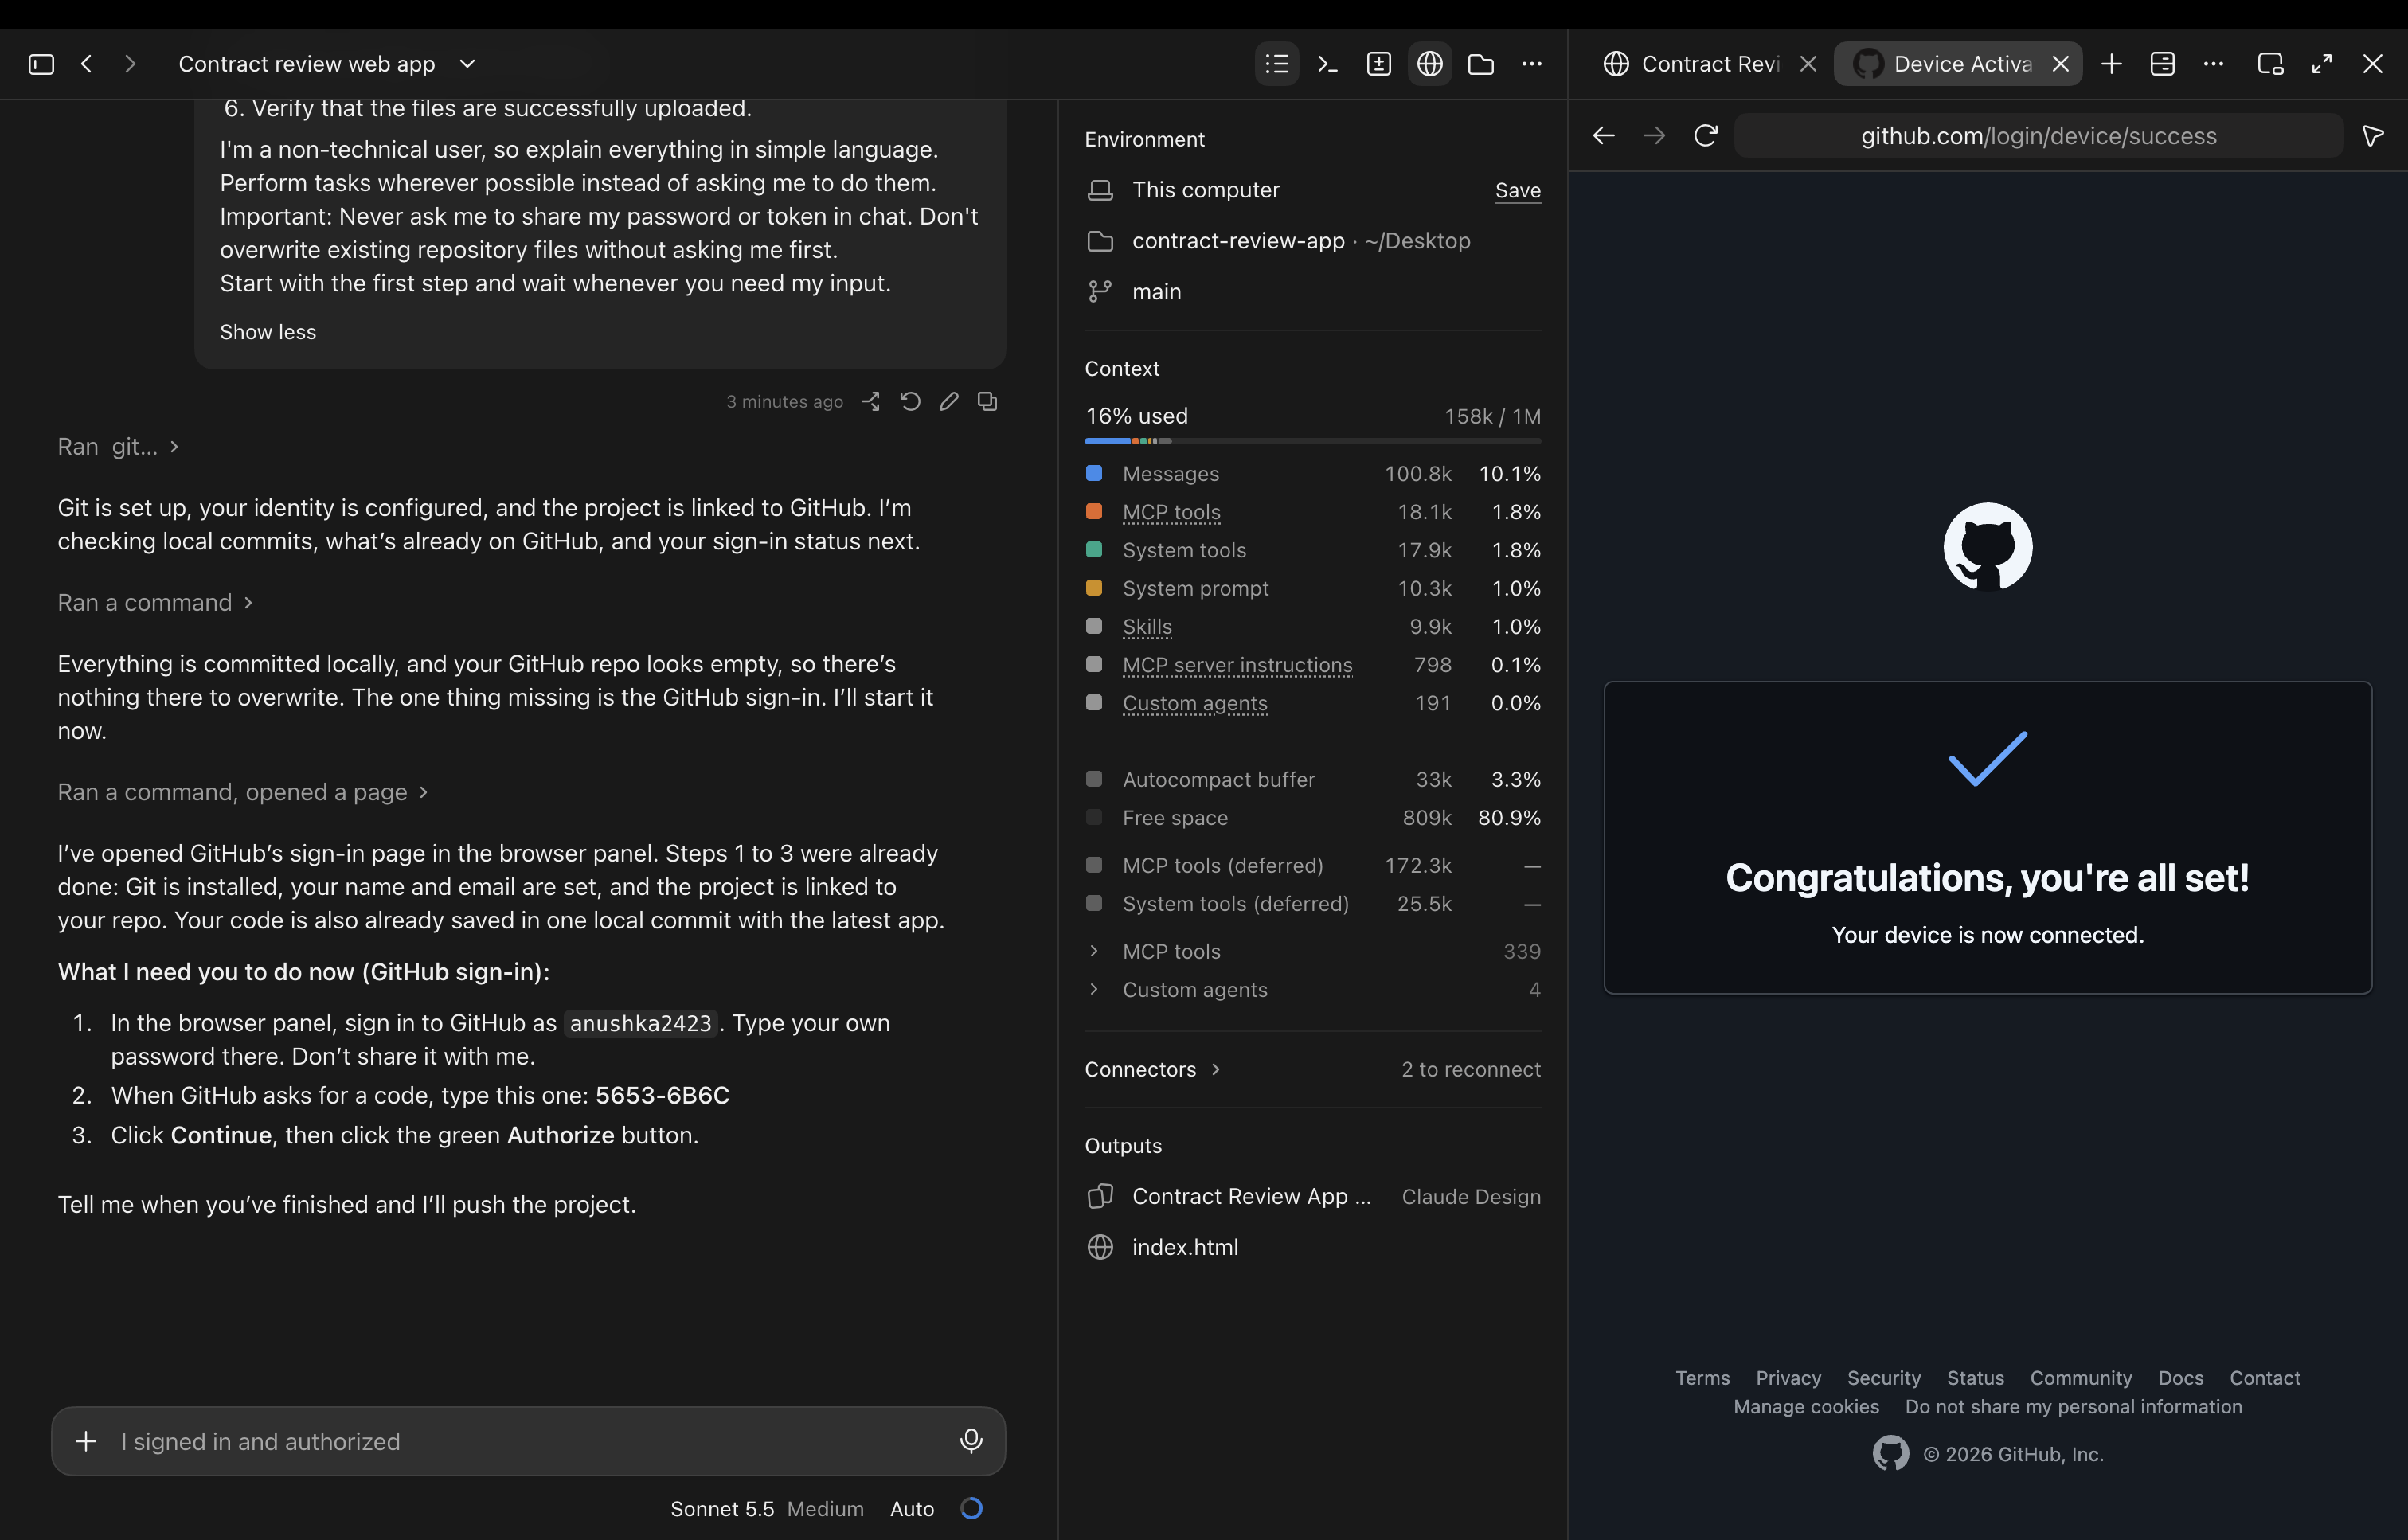 Contract review web app
6. Verify that the files are successfully uploaded.
I'm a non-technical user, so explain everything in simple language.
Perform tasks wherever possible instead of asking me to do them.
Important: Never ask me to share my password or token in chat. Don't
overwrite existing repository files without asking me first.
Start with the first step and wait whenever you need my input.
Show less
3 minutes ago
Ran git... >
Git is set up, your identity is configured, and the project is linked to GitHub. I’m
checking local commits, what’s already on GitHub, and your sign-in status next.
Ran a command >
Everything is committed locally, and your GitHub repo looks empty, so there’s
nothing there to overwrite. The one thing missing is the GitHub sign-in. I’ll start it
now.
Ran a command, opened a page >
I’ve opened GitHub’s sign-in page in the browser panel. Steps 1 to 3 were already
done: Git is installed, your name and email are set, and the project is linked to
your repo. Your code is also already saved in one local commit with the latest app.
What I need you to do now (GitHub sign-in):
1. In the browser panel, sign in to GitHub as anushka2423. Type your own
password there. Don’t share it with me.
2. When GitHub asks for a code, type this one: 5653-6B6C
3. Click Continue, then click the green Authorize button.
Tell me when you’ve finished and I’ll push the project.
I signed in and authorized
Sonnet 5.5 Medium Auto
Environment
This computer Save
contract-review-app · ~/Desktop
main
Context
16% used 158k / 1M
Messages 100.8k 10.1%
MCP tools 18.1k 1.8%
System tools 17.9k 1.8%
System prompt 10.3k 1.0%
Skills 9.9k 1.0%
MCP server instructions 798 0.1%
Custom agents 191 0.0%
Autocompact buffer 33k 3.3%
Free space 809k 80.9%
MCP tools (deferred) 172.3k —
System tools (deferred) 25.5k —
> MCP tools 339
> Custom agents 4
Connectors > 2 to reconnect
Outputs
Contract Review App ... Claude Design
index.html
Contract Revi
Device Activa
github.com/login/device/success
Congratulations, you're all set!
Your device is now connected.
Terms Privacy Security Status Community Docs Contact
Manage cookies Do not share my personal information
© 2026 GitHub, Inc.